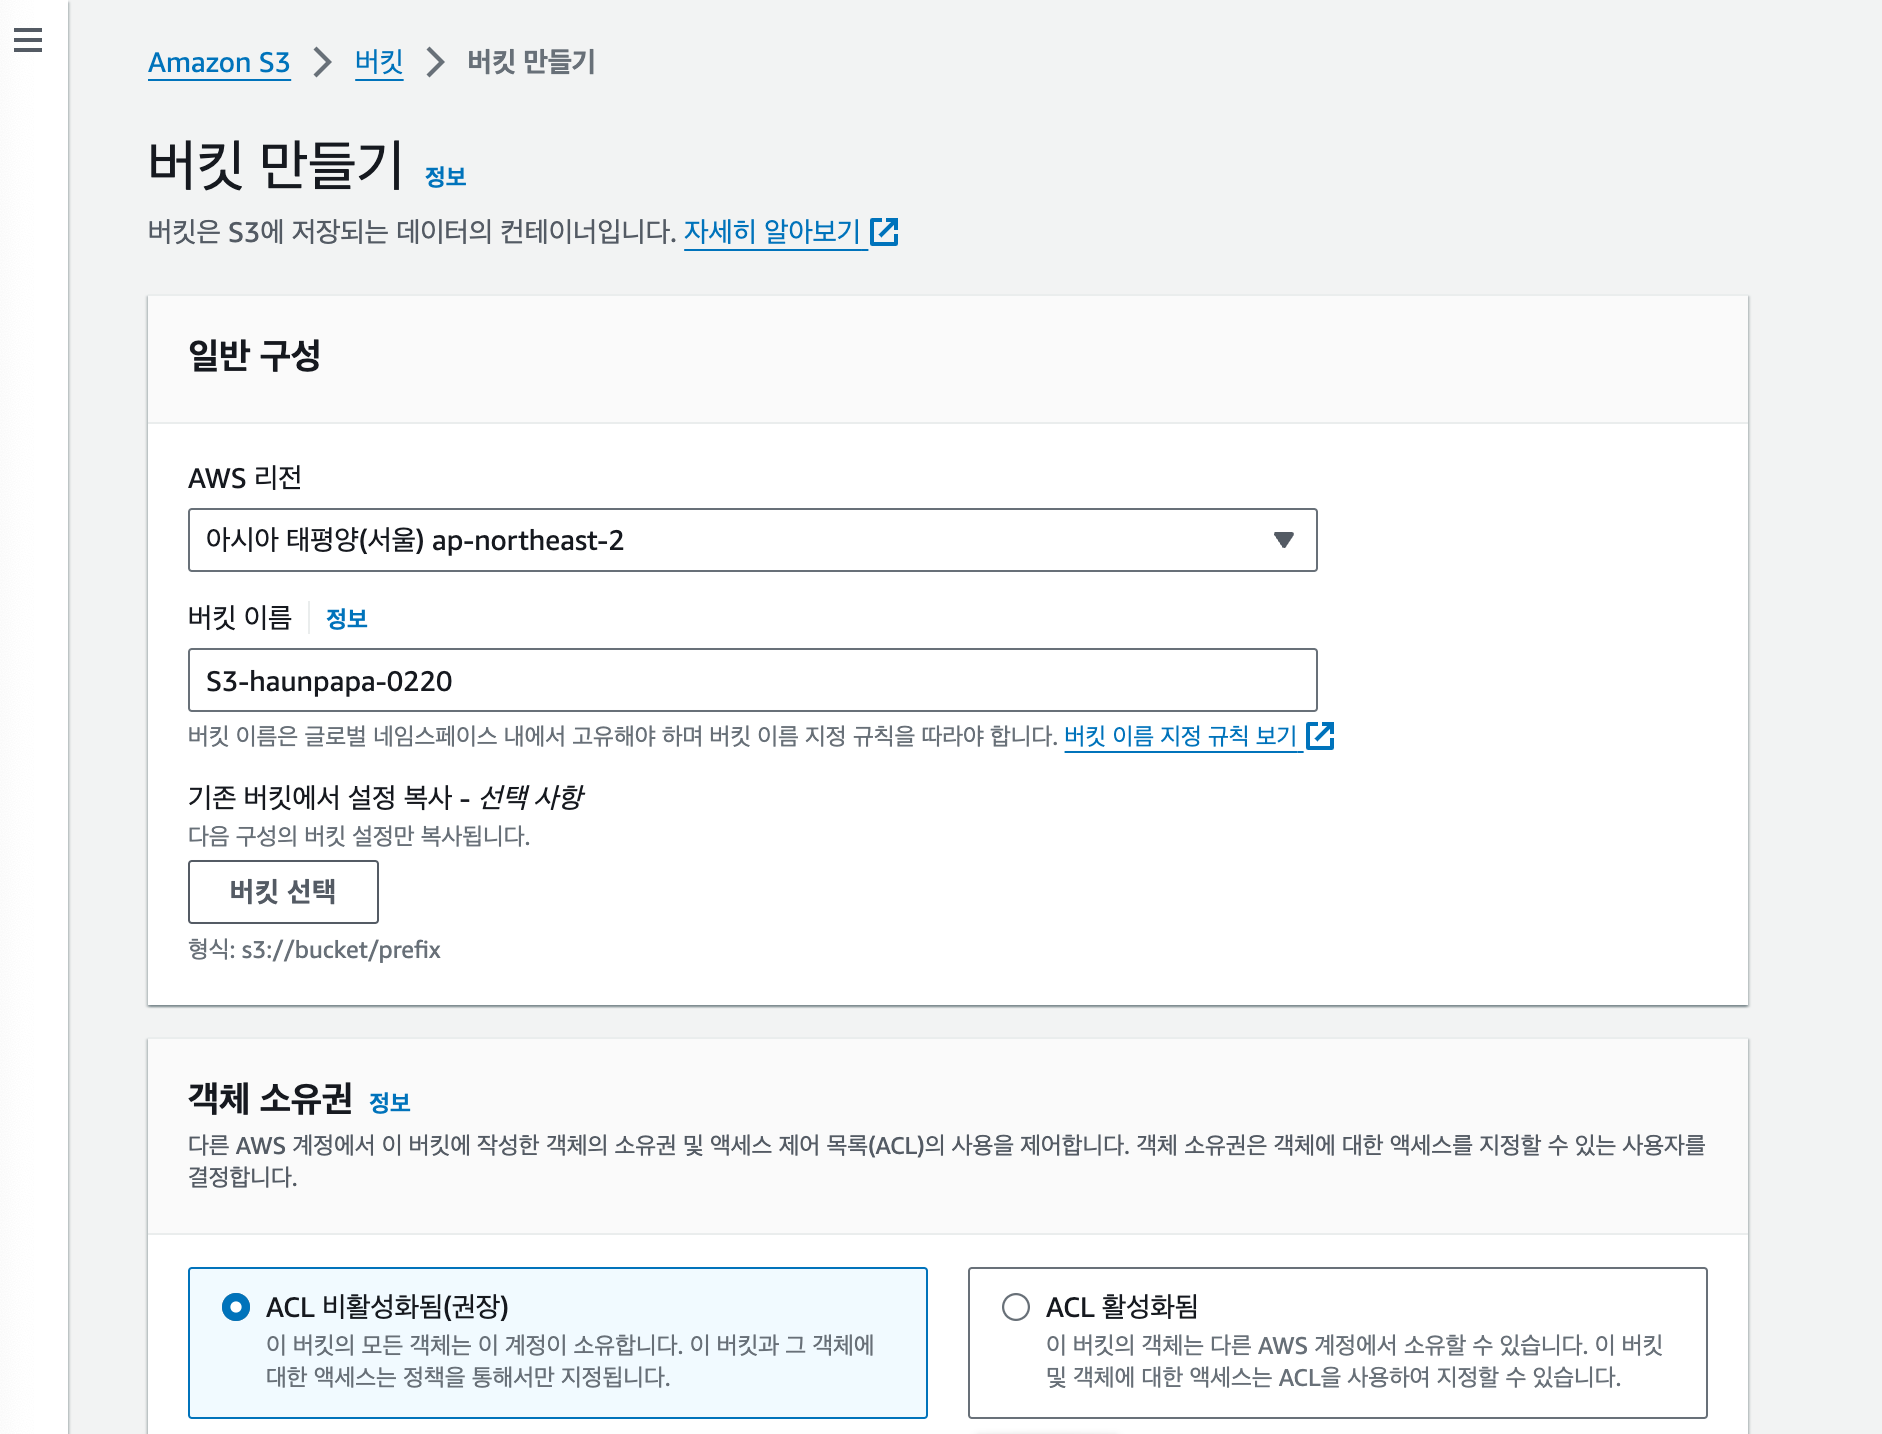 Amazon S3 > 버킷 > 버킷 만들기
버킷 만들기 정보
버킷은 S3에 저장되는 데이터의 컨테이너입니다. 자세히 알아보기
일반 구성
AWS 리전
아시아 태평양(서울) ap-northeast-2
버킷 이름 정보
S3-haunpapa-0220
버킷 이름은 글로벌 네임스페이스 내에서 고유해야 하며 버킷 이름 지정 규칙을 따라야 합니다. 버킷 이름 지정 규칙 보기
기존 버킷에서 설정 복사 - 선택 사항
다음 구성의 버킷 설정만 복사됩니다.
버킷 선택
형식: s3://bucket/prefix
객체 소유권 정보
다른 AWS 계정에서 이 버킷에 작성한 객체의 소유권 및 액세스 제어 목록(ACL)의 사용을 제어합니다. 객체 소유권은 객체에 대한 액세스를 지정할 수 있는 사용자를
결정합니다.
ACL 비활성화됨(권장)
이 버킷의 모든 객체는 이 계정이 소유합니다. 이 버킷과 그 객체에
대한 액세스는 정책을 통해서만 지정됩니다.
ACL 활성화됨
이 버킷의 객체는 다른 AWS 계정에서 소유할 수 있습니다. 이 버킷
및 객체에 대한 액세스는 ACL을 사용하여 지정할 수 있습니다.